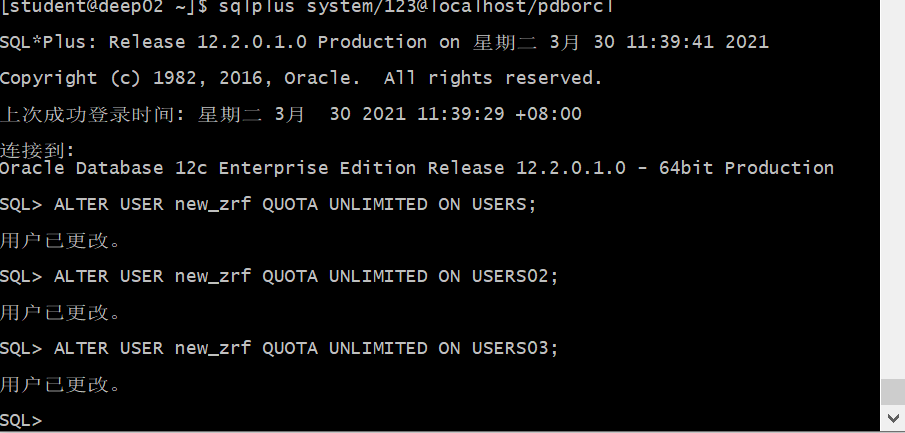 [student@deep02 ~]$ sqlplus system/123@localhost/pdborcl
SQL*Plus: Release 12.2.0.1.0 Production on 星期二 3月 30 11:39:41 2021
Copyright (c) 1982, 2016, Oracle.  All rights reserved.
上次成功登录时间: 星期二 3月  30 2021 11:39:29 +08:00
连接到:
Oracle Database 12c Enterprise Edition Release 12.2.0.1.0 - 64bit Production
SQL> ALTER USER new_zrf QUOTA UNLIMITED ON USERS;
用户已更改。
SQL> ALTER USER new_zrf QUOTA UNLIMITED ON USERS02;
用户已更改。
SQL> ALTER USER new_zrf QUOTA UNLIMITED ON USERS03;
用户已更改。
SQL>